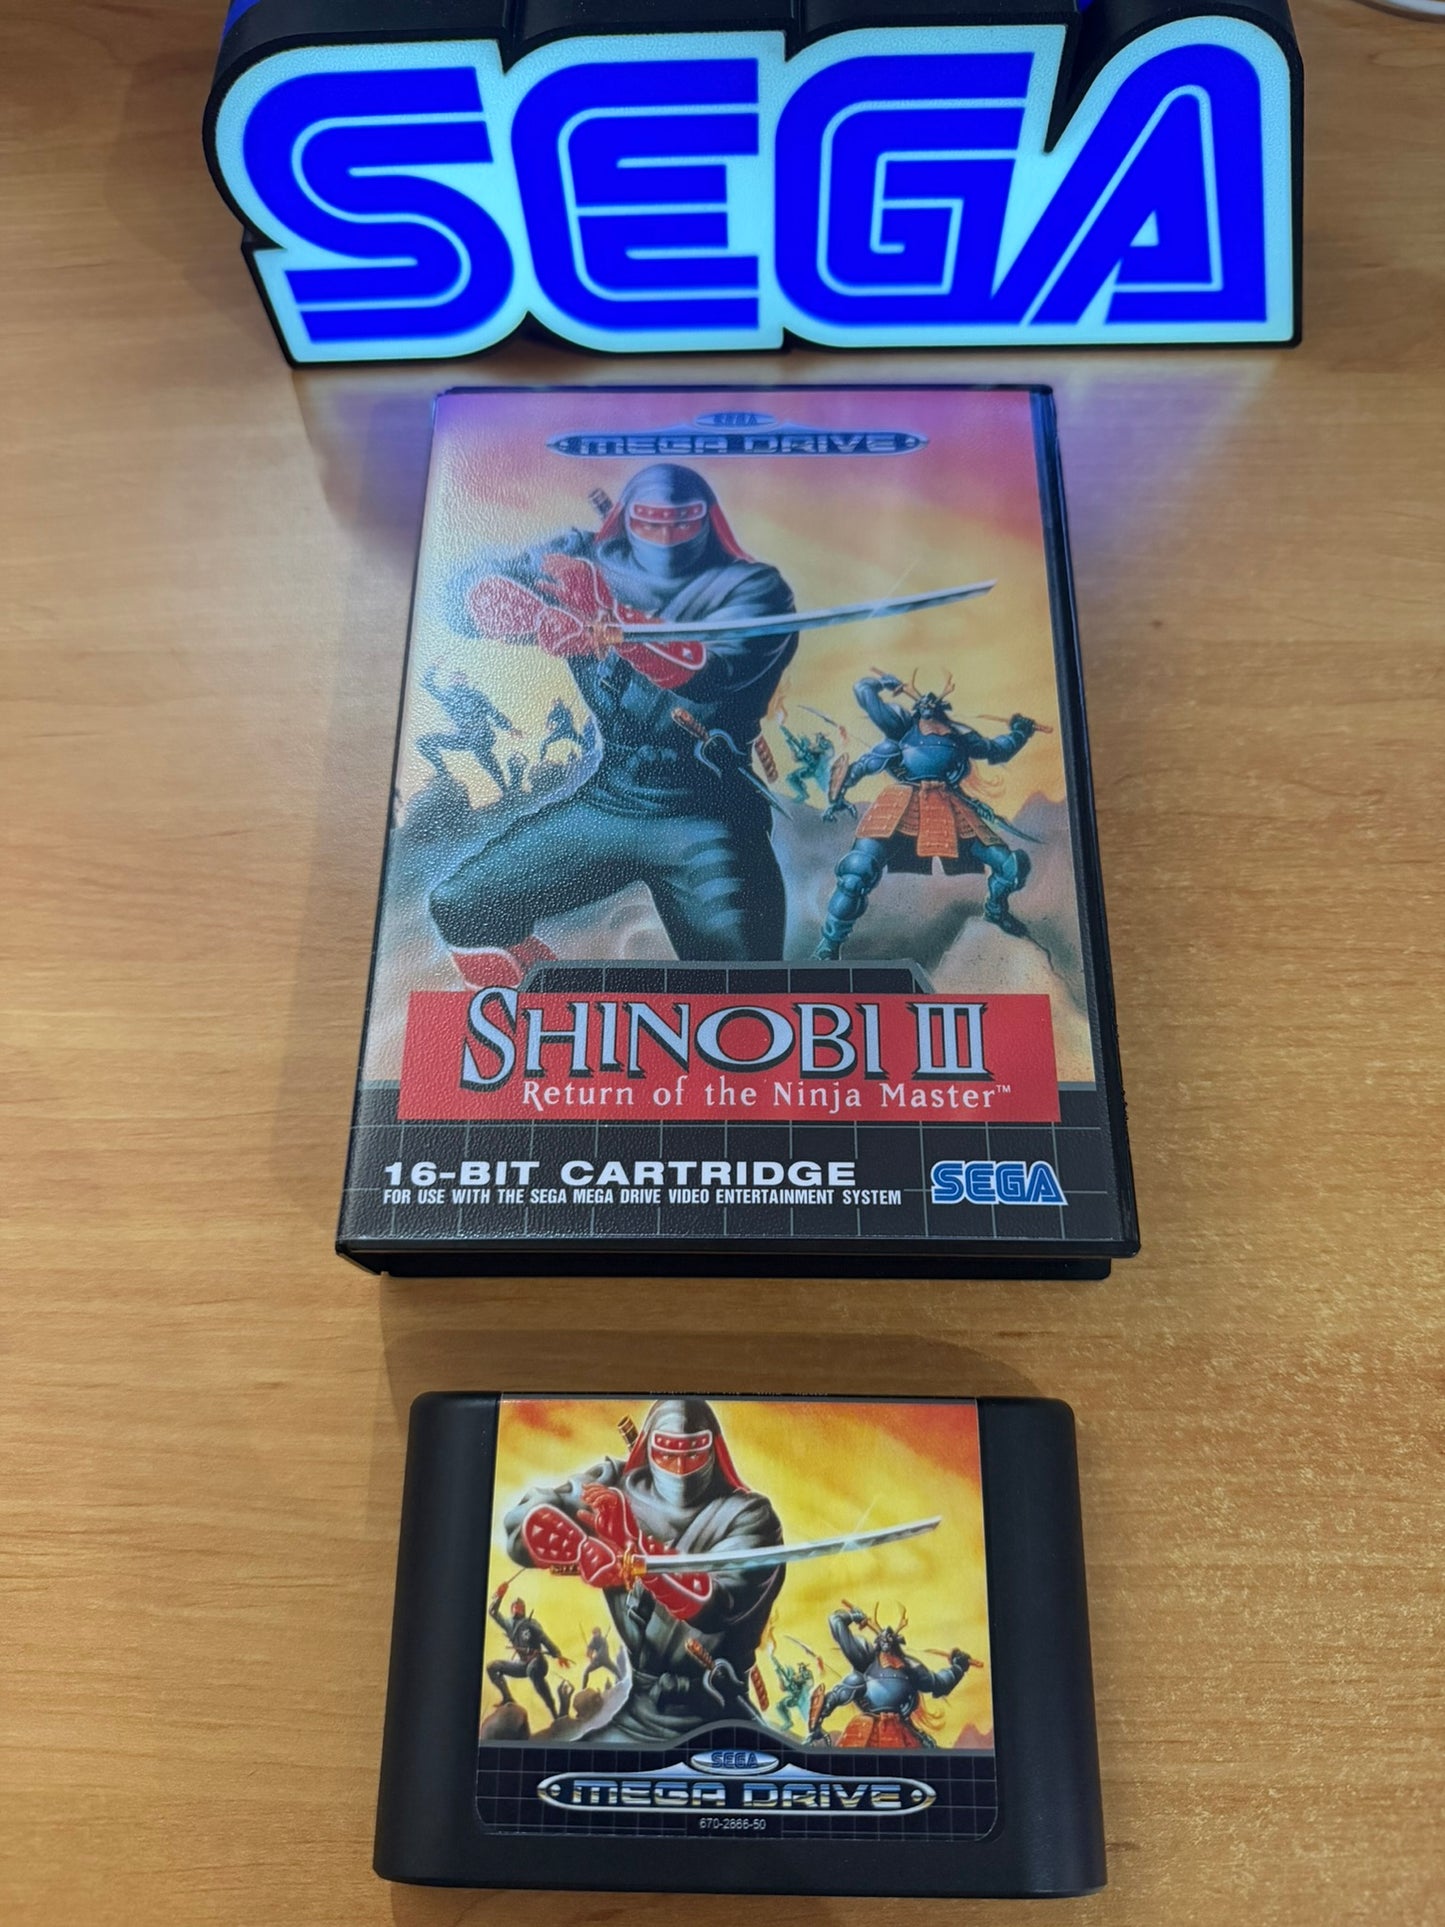 SEGA
SEGA
MEGA DRIVE
SHINOBI III
Return of the Ninja Master™
16-BIT CARTRIDGE
FOR USE WITH THE SEGA MEGA DRIVE VIDEO ENTERTAINMENT SYSTEM
SEGA
SEGA
MEGA DRIVE
670-2866-50